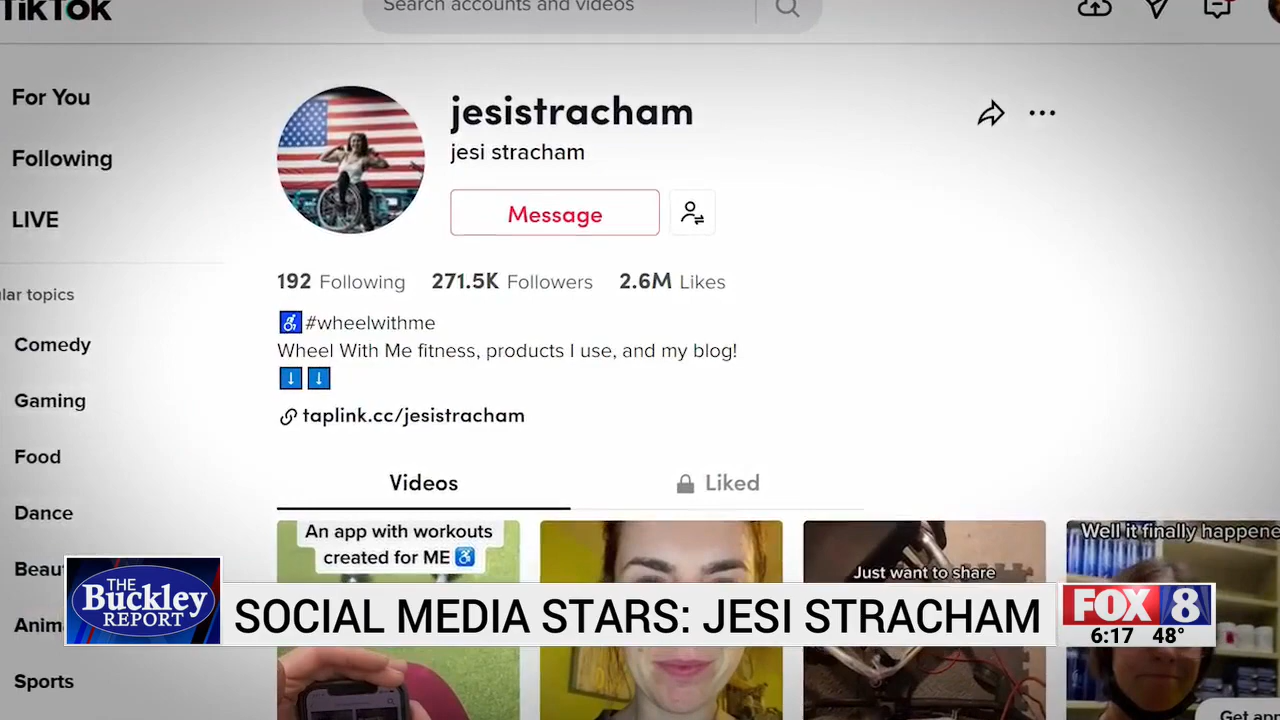 TikTok
Search accounts and videos
For You
Following
LIVE
lar topics
Comedy
Gaming
Food
Dance
Beau
Anim
Sports
jesistracham
jesi stracham
Message
192 Following 271.5K Followers 2.6M Likes
♿ #wheelwithme
Wheel With Me fitness, products I use, and my blog!
⬇️ ⬇️
taplink.cc/jesistracham
Videos
Liked
An app with workouts
created for ME ♿
Just want to share
Well it finally happene
THE
Buckley
REPORT
SOCIAL MEDIA STARS: JESI STRACHAM
FOX 8
6:17 48°
Get app